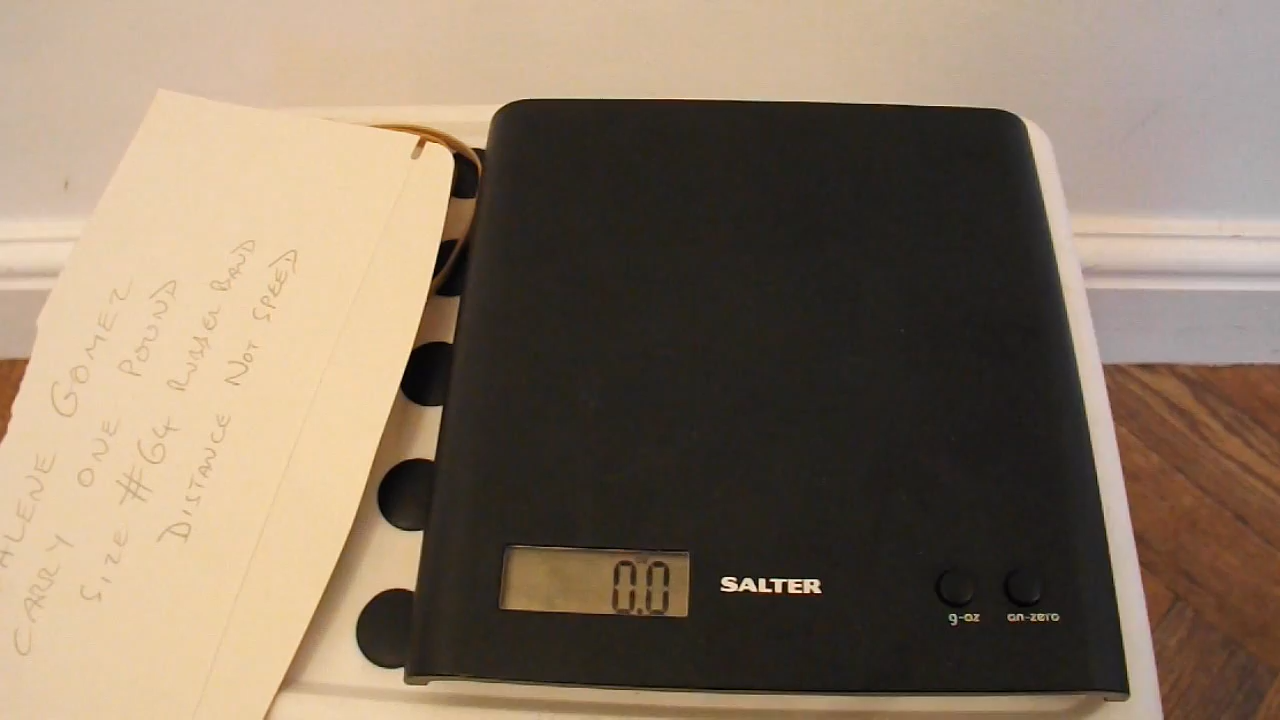 ALENE GOMEZ
CARRY ONE POUND
SIZE #64 RUBBER BAND
DISTANCE NOT SPEED
0.0
SALTER
g-oz
on-zero